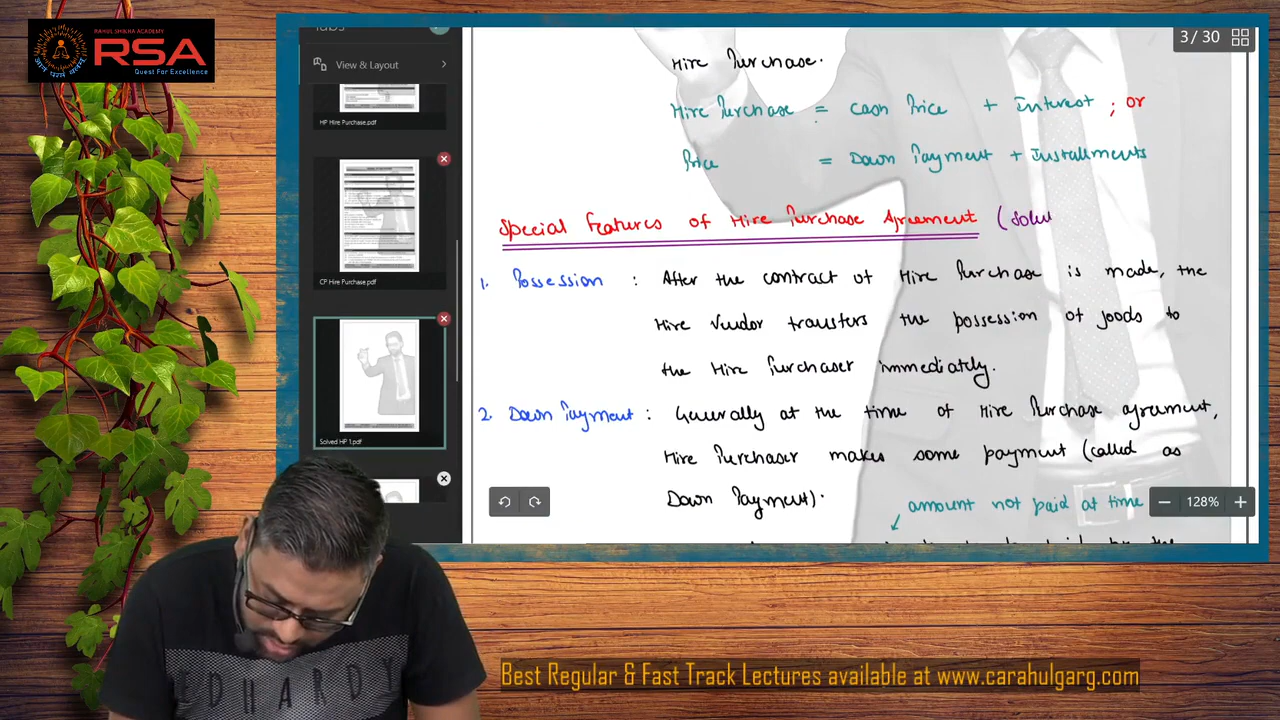 RAHUL SHIKHA ACADEMY
RSA
Quest For Excellence
tabs
View & Layout
HP Hire Purchase.pdf
CP Hire Purchase.pdf
Solved HP 1.pdf
3 / 30
Hire Purchase.
Hire Purchase = Cash Price + Interest ; or
Price = Down Payment + Installments
Special Features of Hire Purchase Agreement (Solut
1. Possession : After the contract of Hire Purchase is made, the
Hire Vendor transfers the possession of goods to
the Hire Purchaser immediately.
2. Down Payment : Generally at the time of Hire Purchase agrement,
Hire Purchaser makes some payment (called as
Down Payment).
amount not paid at time
128%
Best Regular & Fast Track Lectures available at www.carahulgarg.com